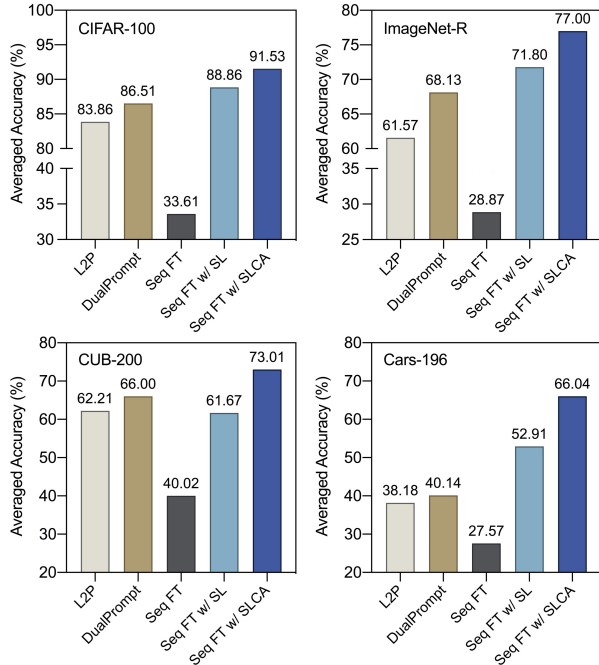 CIFAR-100
Averaged Accuracy (%)
100
95
90
85
80
40
35
30
83.86
86.51
33.61
88.86
91.53
L2P
DualPrompt
Seq FT
Seq FT w/ SL
Seq FT w/ SLCA
ImageNet-R
Averaged Accuracy (%)
80
75
70
65
60
35
30
25
61.57
68.13
28.87
71.80
77.00
L2P
DualPrompt
Seq FT
Seq FT w/ SL
Seq FT w/ SLCA
CUB-200
Averaged Accuracy (%)
80
70
60
50
40
30
20
62.21
66.00
40.02
61.67
73.01
L2P
DualPrompt
Seq FT
Seq FT w/ SL
Seq FT w/ SLCA
Cars-196
Averaged Accuracy (%)
80
70
60
50
40
30
20
38.18
40.14
27.57
52.91
66.04
L2P
DualPrompt
Seq FT
Seq FT w/ SL
Seq FT w/ SLCA